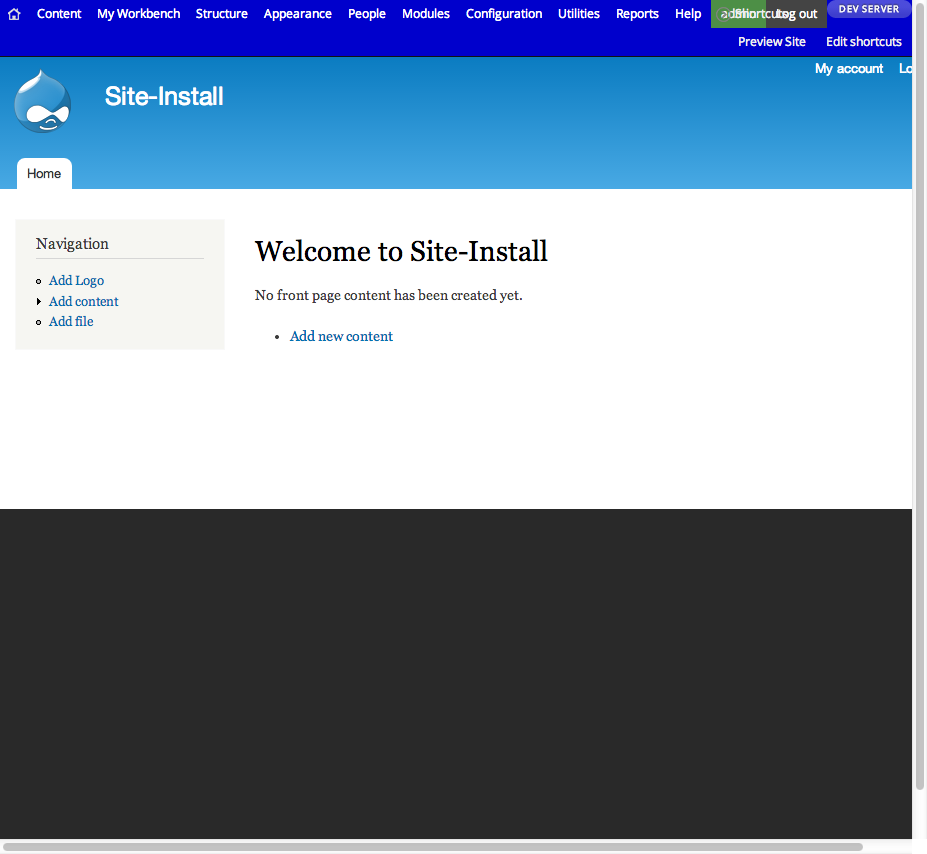 Content My Workbench Structure Appearance People Modules Configuration Utilities Reports Help admin Shortcuts Log out DEV SERVER
Preview Site Edit shortcuts
My account Lo
Site-Install
Home
Navigation
Add Logo
Add content
Add file
Welcome to Site-Install
No front page content has been created yet.
Add new content